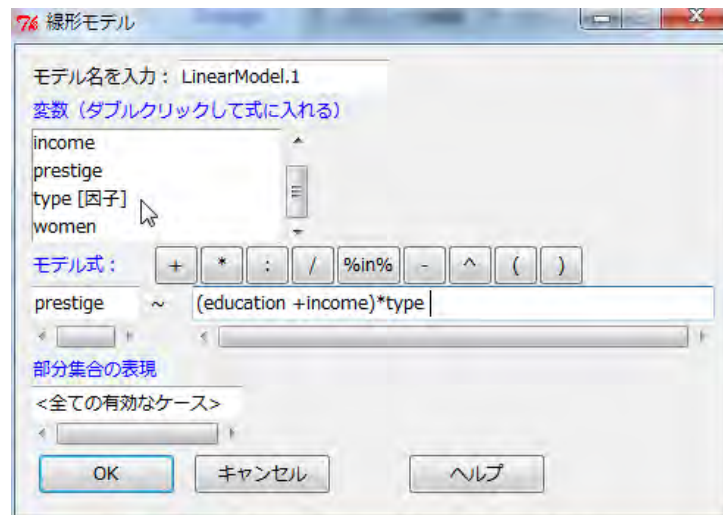 線形モデル
モデル名を入力： LinearModel.1
変数（ダブルクリックして式に入れる）
income
prestige
type [因子]
women
モデル式： + * : / %in% - ^ ( )
prestige ~ (education +income)*type
部分集合の表現
<全ての有効なケース>
OK キャンセル ヘルプ